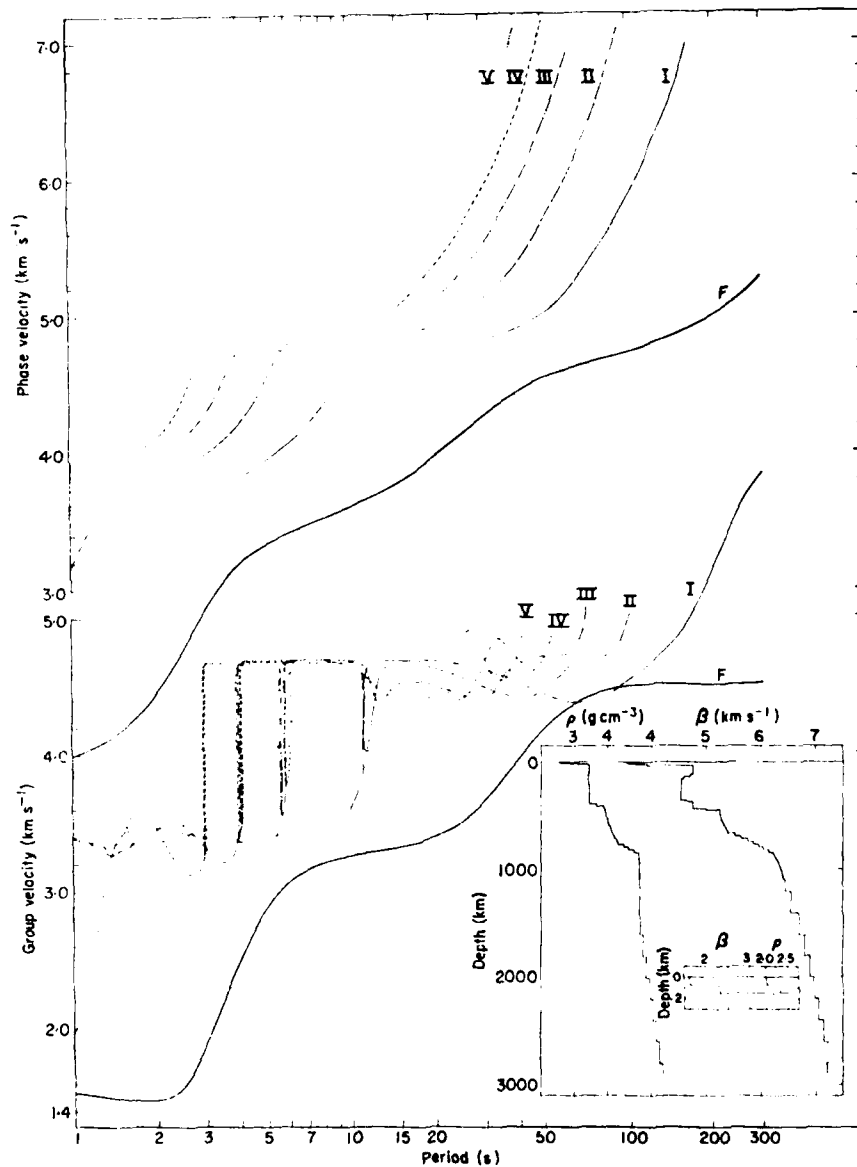 7·0
6·0
5·0
4·0
3·0
Phase velocity (km s⁻¹)
V IV III II I
F
5·0
4·0
3·0
2·0
1·4
Group velocity (km s⁻¹)
V IV III II I
F
ρ (g cm⁻³)
β (km s⁻¹)
3 4 4 5 6 7
0
1000
2000
3000
Depth (km)
β ρ
2 3 2·0 2·5
0
2
Depth (km)
1 2 3 5 7 10 15 20 50 100 200 300
Period (s)